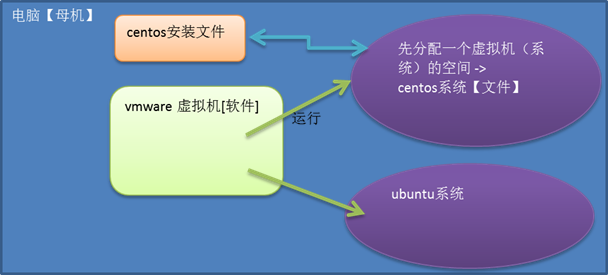 电脑【母机】
centos安装文件
先分配一个虚拟机（系
统）的空间 ->
centos系统【文件】
vmware 虚拟机[软件]
运行
ubuntu系统